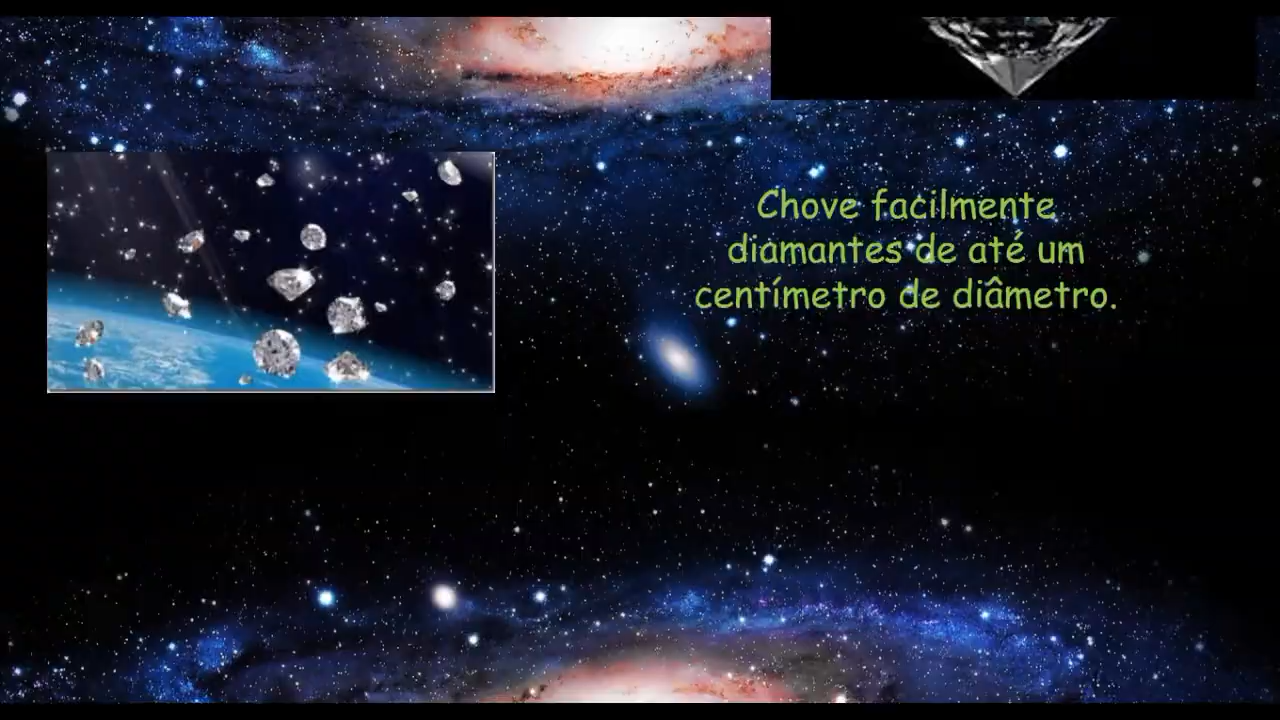 Chove facilmente
diamantes de até um
centímetro de diâmetro.